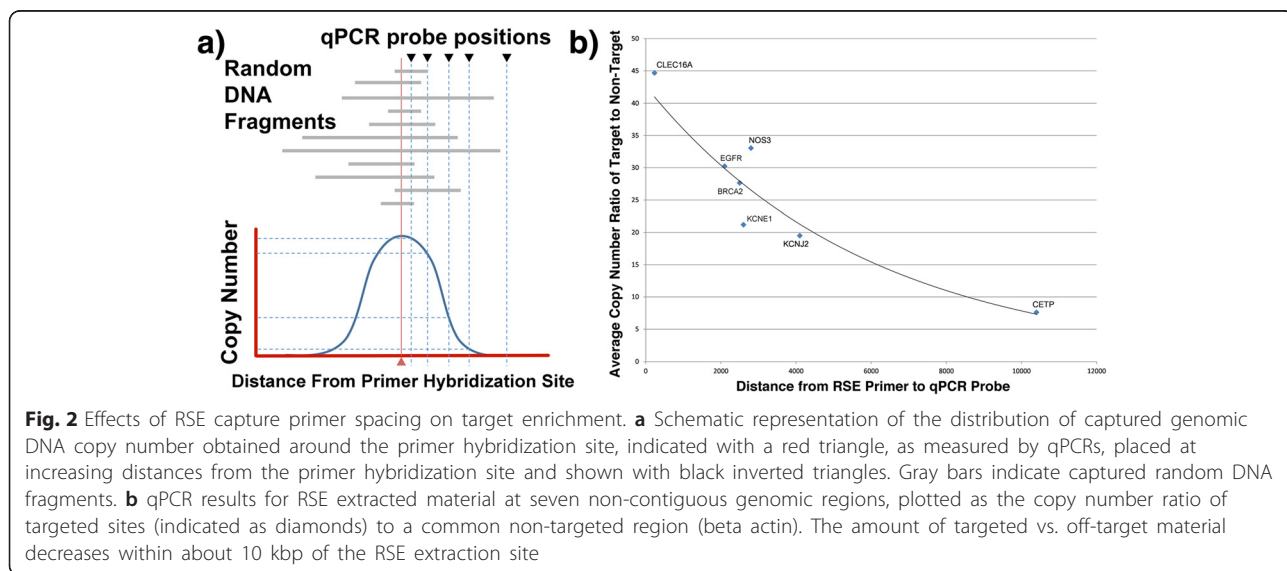 a)
qPCR probe positions
Random
DNA
Fragments
Copy Number
Distance From Primer Hybridization Site
b)
Average Copy Number Ratio of Target to Non-Target
50
45
40
35
30
25
20
15
10
5
0
CLEC16A
NOS3
EGFR
BRCA2
KCNE1
KCNJ2
CETP
0
2000
4000
6000
8000
10000
12000
Distance from RSE Primer to qPCR Probe
Fig. 2 Effects of RSE capture primer spacing on target enrichment. a Schematic representation of the distribution of captured genomic
DNA copy number obtained around the primer hybridization site, indicated with a red triangle, as measured by qPCRs, placed at
increasing distances from the primer hybridization site and shown with black inverted triangles. Gray bars indicate captured random DNA
fragments. b qPCR results for RSE extracted material at seven non-contiguous genomic regions, plotted as the copy number ratio of
targeted sites (indicated as diamonds) to a common non-targeted region (beta actin). The amount of targeted vs. off-target material
decreases within about 10 kbp of the RSE extraction site